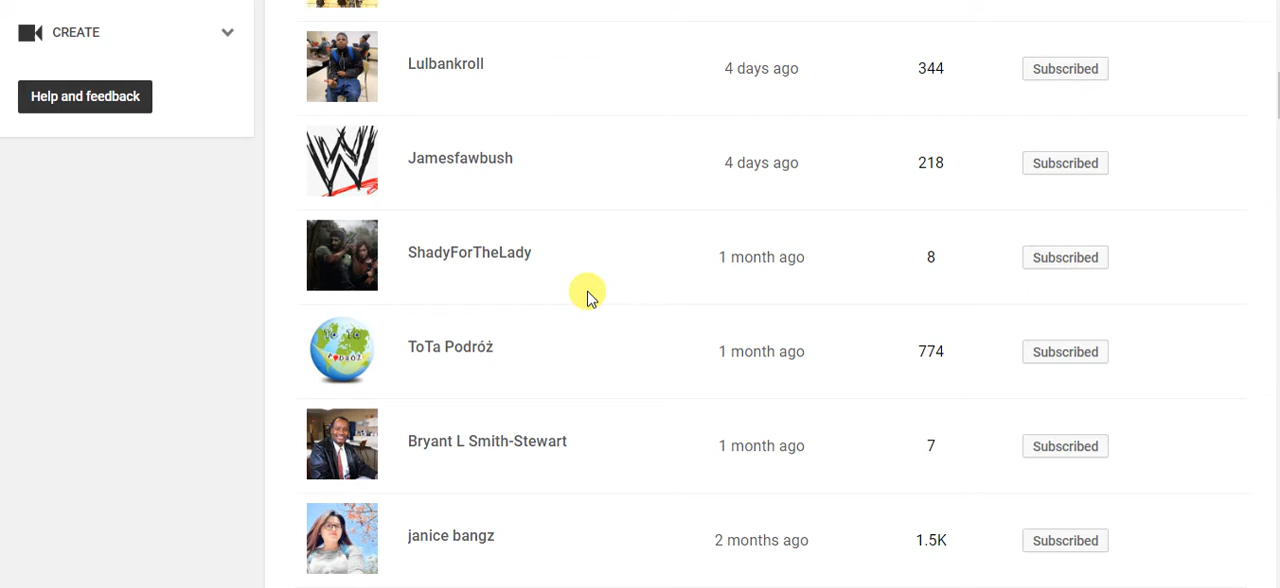 CREATE
Help and feedback
Lulbankroll 4 days ago 344 Subscribed
Jamesfawbush 4 days ago 218 Subscribed
ShadyForTheLady 1 month ago 8 Subscribed
ToTa Podróż 1 month ago 774 Subscribed
Bryant L Smith-Stewart 1 month ago 7 Subscribed
janice bangz 2 months ago 1.5K Subscribed